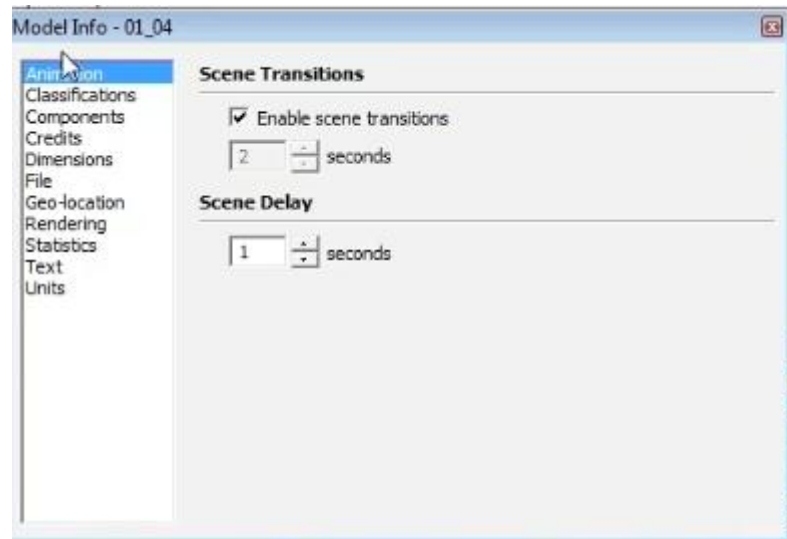 Model Info - 01_04
Animation
Classifications
Components
Credits
Dimensions
File
Geo-location
Rendering
Statistics
Text
Units
Scene Transitions
Enable scene transitions
2 seconds
Scene Delay
1 seconds